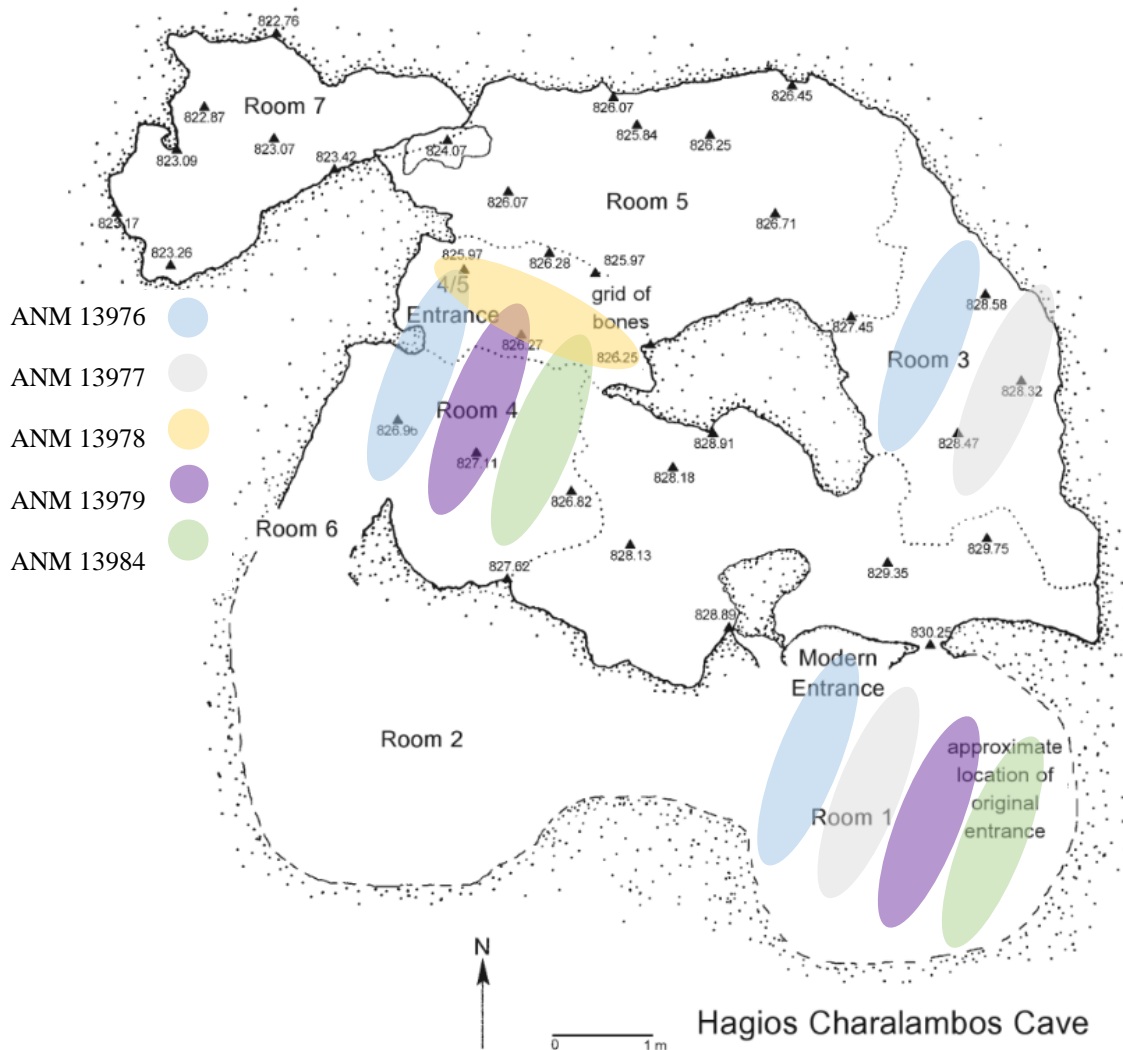 822.76
Room 7
822.87
823.07
823.09
823.42
823.17
823.26
824.07
826.07
825.84
826.45
826.25
Room 5
826.07
826.71
825.97
826.28
825.97
4/5
Entrance
grid of
bones
826.27
826.25
827.45
828.58
Room 3
828.32
828.47
ANM 13976
ANM 13977
ANM 13978
ANM 13979
ANM 13984
Room 4
826.96
827.11
826.82
828.91
828.18
828.13
Room 6
827.62
829.75
829.35
828.89
830.25
Modern
Entrance
Room 2
Room 1
approximate
location of
original
entrance
N
0 1 m
Hagios Charalambos Cave